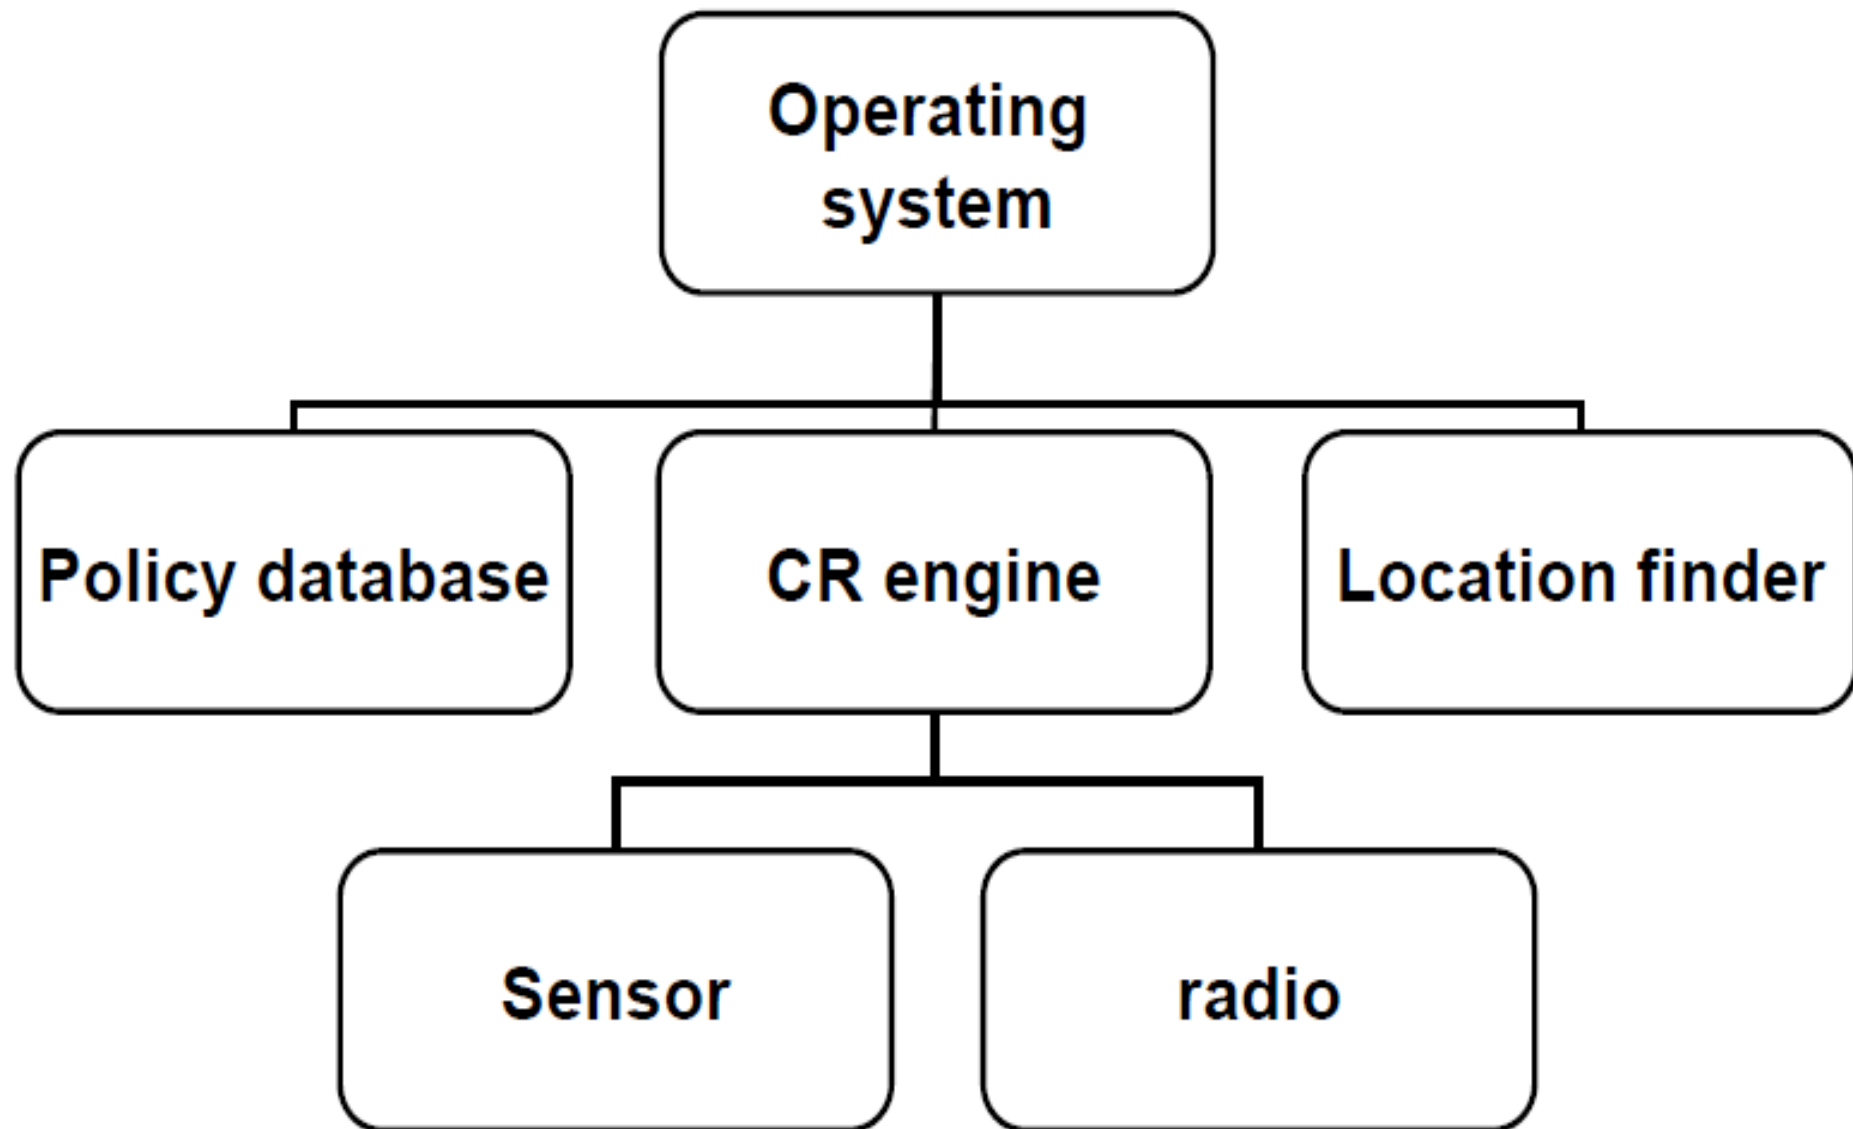 Operating
system
Policy database
CR engine
Location finder
Sensor
radio